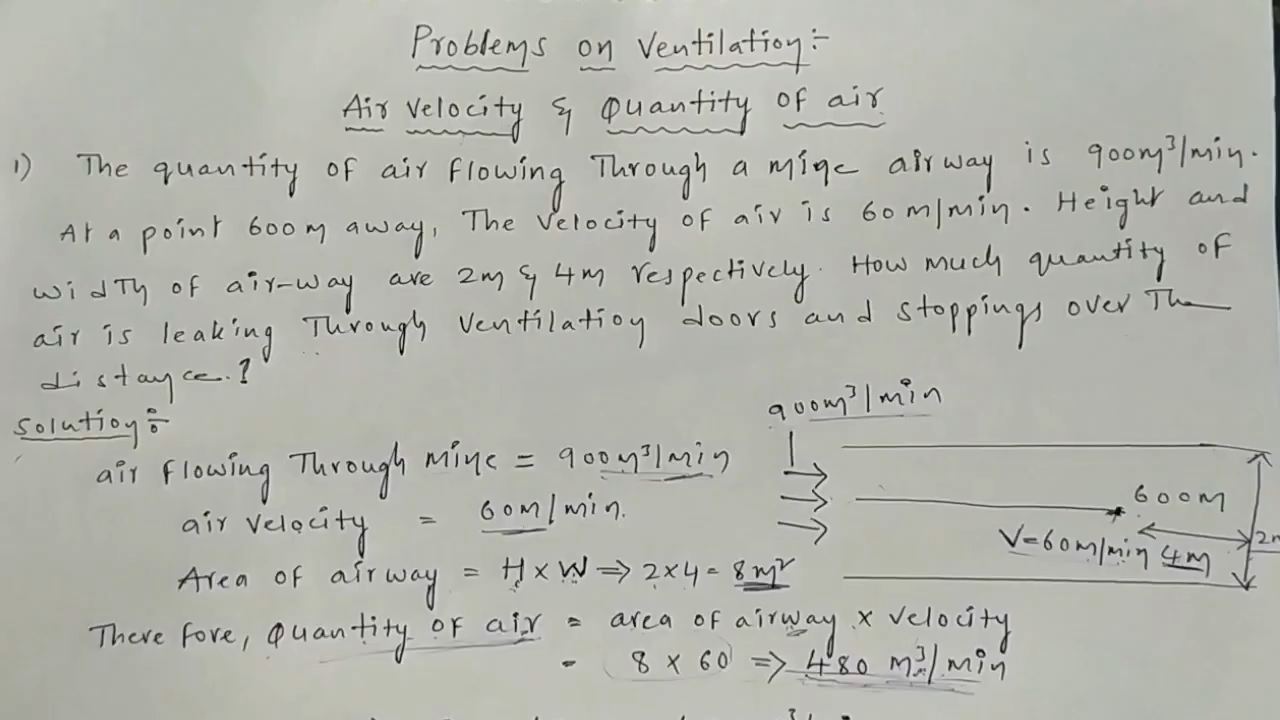 Problems on Ventilation:-
Air velocity & Quantity of air
1) The quantity of air flowing Through a mine airway is 900m³/min.
At a point 600m away, The velocity of air is 60m/min. Height and
width of air-way are 2m & 4m respectively. How much quantity of
air is leaking Through ventilation doors and stoppings over The
distance.?
Solution:-
900m³/min
air flowing Through mine = 900m³/min
600m
air velocity = 60m/min.
V=60m/min 4m
Area of airway = H x W => 2x4 = 8m²
There fore, Quantity of air = area of airway x velocity
= 8 x 60 => 480 m³/min